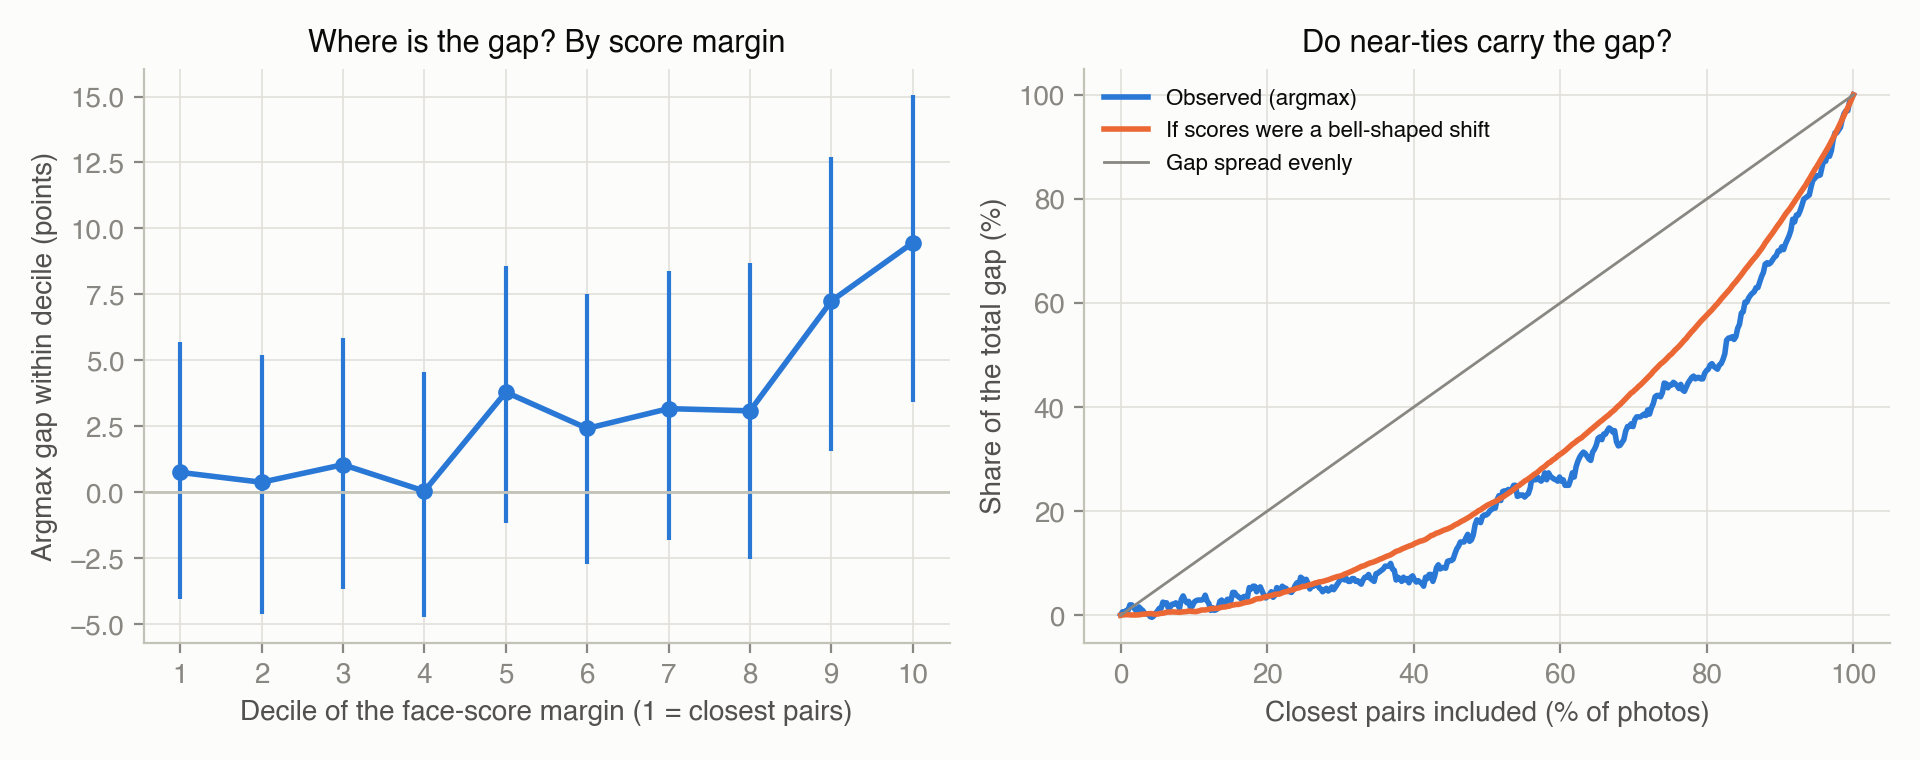 Where is the gap? By score margin
Argmax gap within decile (points)
15.0
12.5
10.0
7.5
5.0
2.5
0.0
−2.5
−5.0
1 2 3 4 5 6 7 8 9 10
Decile of the face-score margin (1 = closest pairs)
Do near-ties carry the gap?
Share of the total gap (%)
100
80
60
40
20
0
Observed (argmax)
If scores were a bell-shaped shift
Gap spread evenly
0 20 40 60 80 100
Closest pairs included (% of photos)